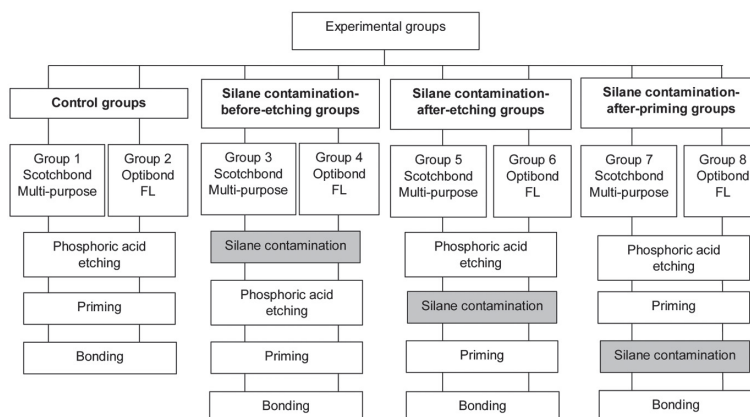 Experimental groups
Control groups
Silane contamination-
before-etching groups
Silane contamination-
after-etching groups
Silane contamination-
after-priming groups
Group 1
Scotchbond
Multi-purpose
Group 2
Optibond
FL
Group 3
Scotchbond
Multi-purpose
Group 4
Optibond
FL
Group 5
Scotchbond
Multi-purpose
Group 6
Optibond
FL
Group 7
Scotchbond
Multi-purpose
Group 8
Optibond
FL
Phosphoric acid
etching
Priming
Bonding
Silane contamination
Phosphoric acid
etching
Priming
Bonding
Phosphoric acid
etching
Silane contamination
Priming
Bonding
Phosphoric acid
etching
Priming
Silane contamination
Bonding